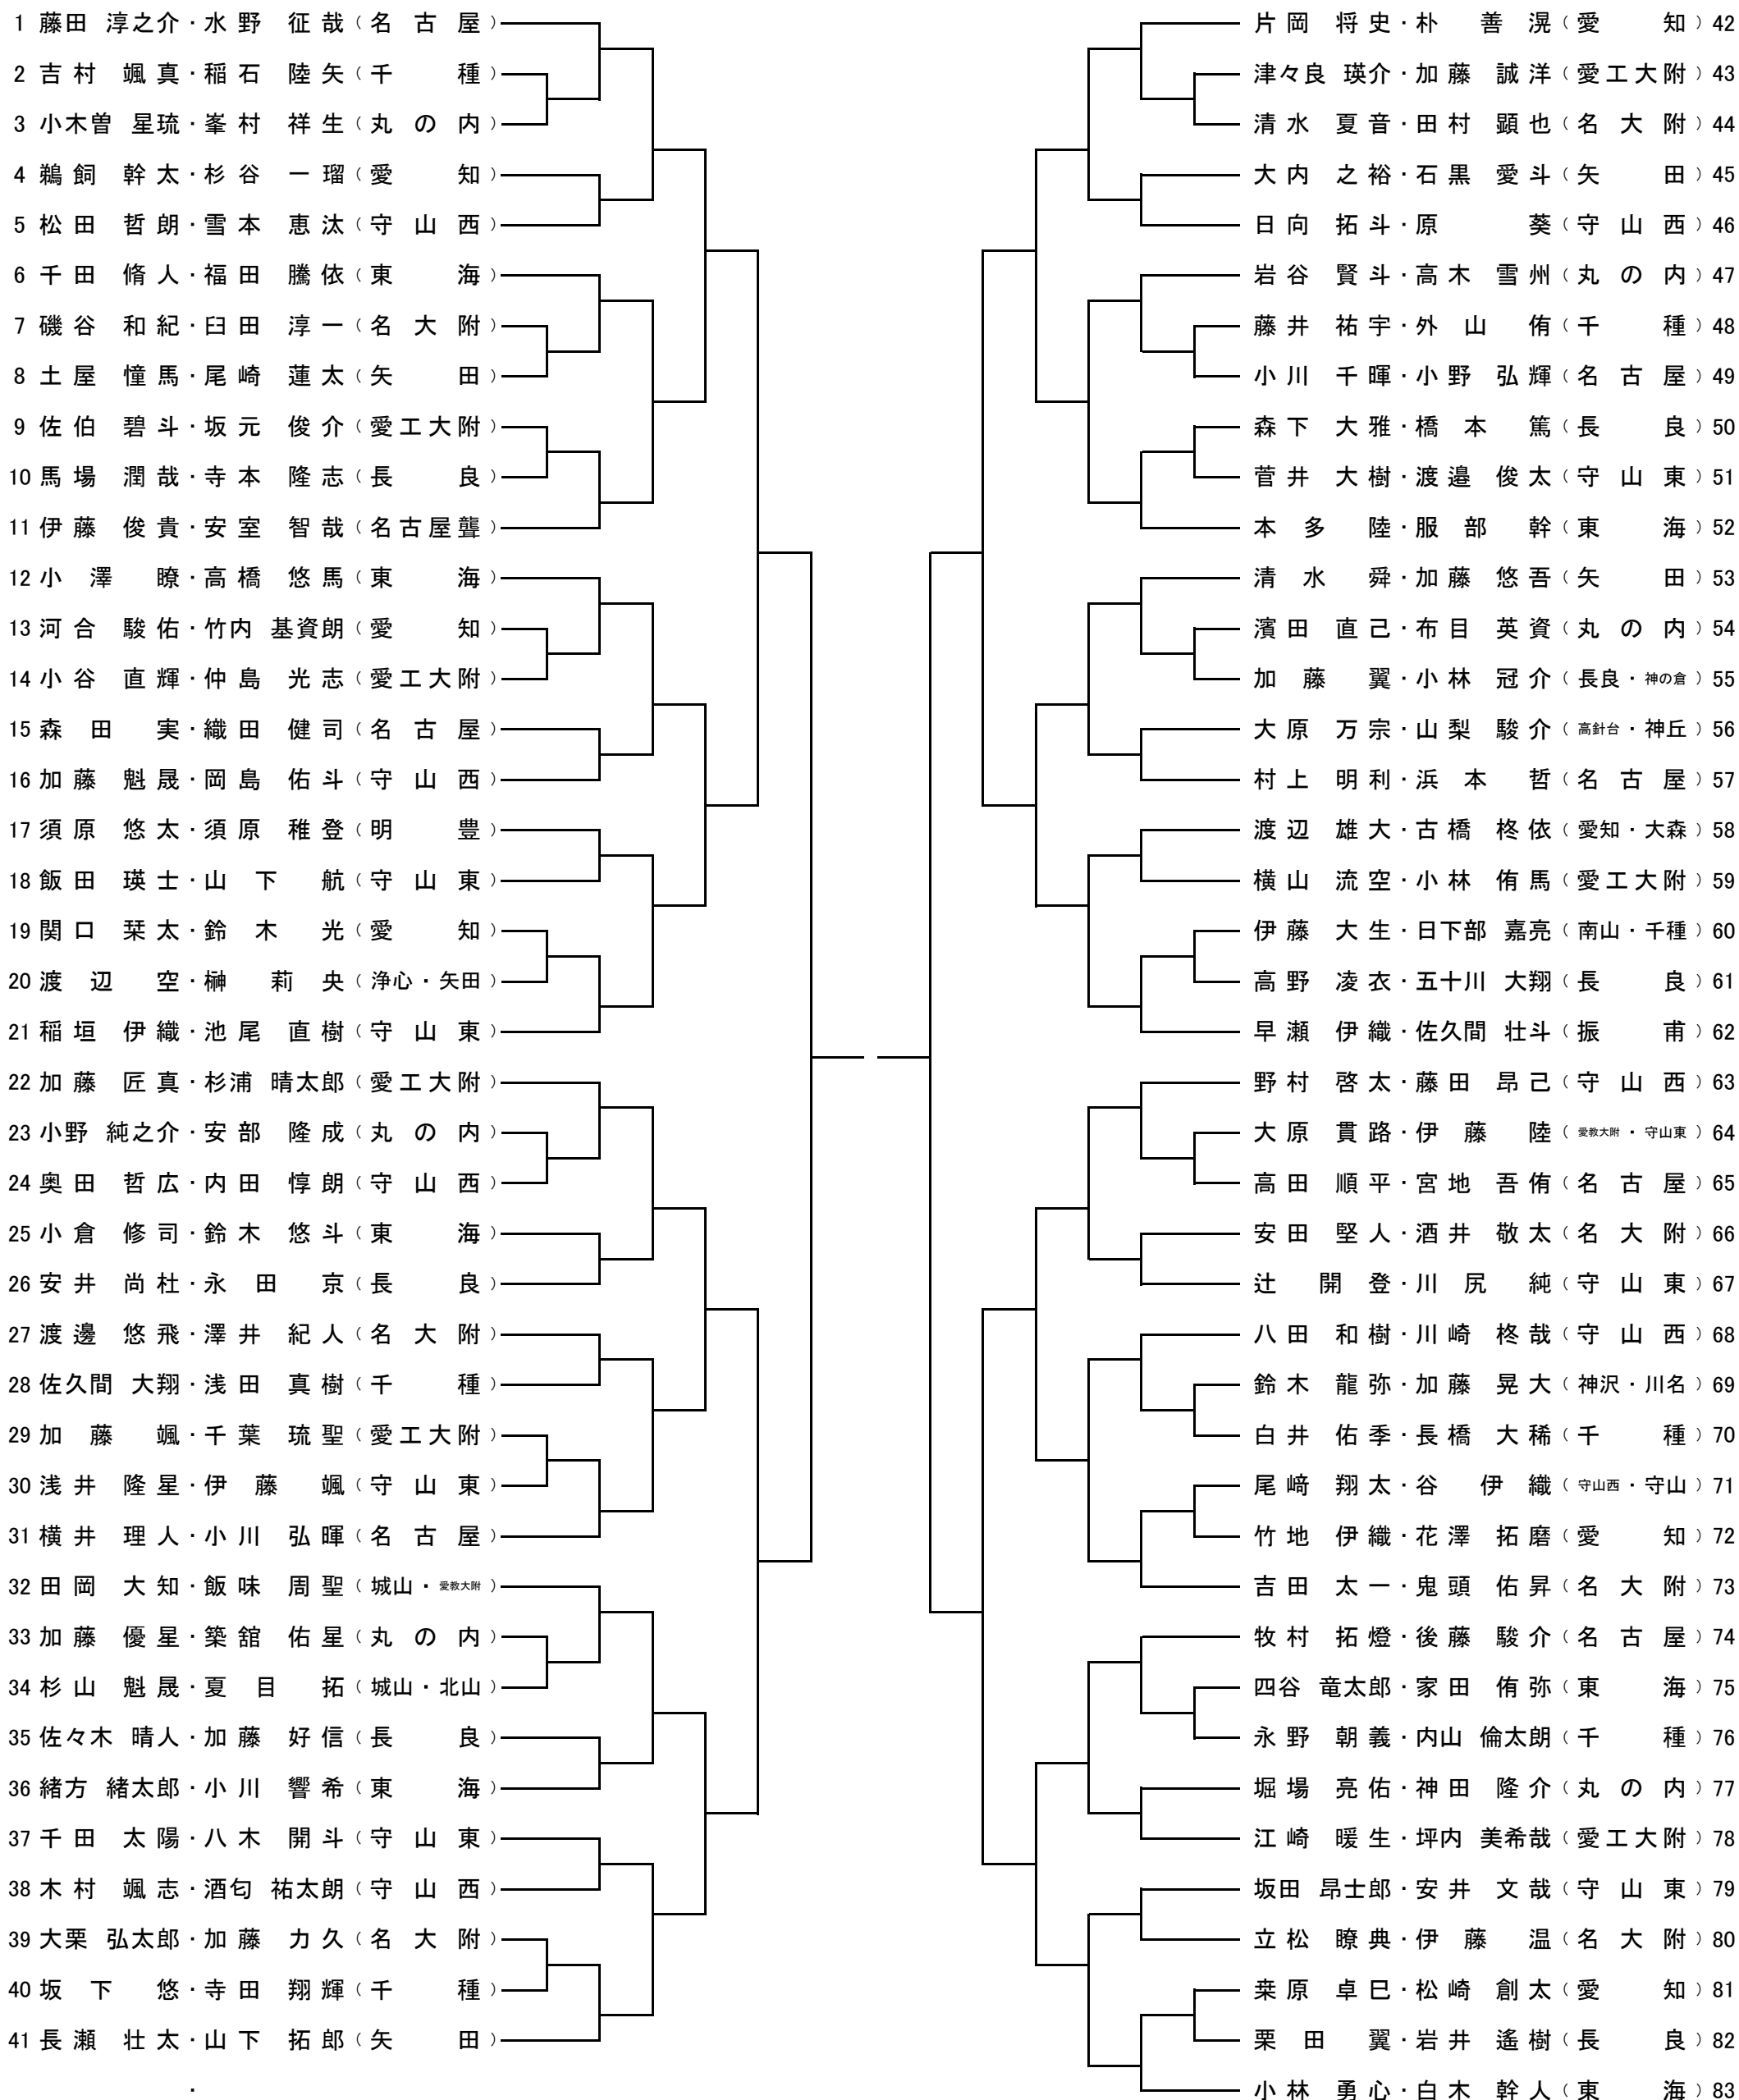 1 藤田 淳之介・水野 征哉（名古屋）
2 吉村 颯真・稲石 陸矢（千種）
3 小木曽 星琉・峯村 祥生（丸の内）
4 鵜飼 幹太・杉谷 一瑠（愛知）
5 松田 哲朗・雪本 恵汰（守山西）
6 千田 脩人・福田 騰依（東海）
7 磯谷 和紀・臼田 淳一（名大附）
8 土屋 憧馬・尾崎 蓮太（矢田）
9 佐伯 碧斗・坂元 俊介（愛工大附）
10 馬場 潤哉・寺本 隆志（長良）
11 伊藤 俊貴・安室 智哉（名古屋聾）
12 小澤 瞭・高橋 悠馬（東海）
13 河合 駿佑・竹内 基資朗（愛知）
14 小谷 直輝・仲島 光志（愛工大附）
15 森田 実・織田 健司（名古屋）
16 加藤 魁晟・岡島 佑斗（守山西）
17 須原 悠太・須原 稚登（明豊）
18 飯田 瑛士・山下 航（守山東）
19 関口 栞太・鈴木 光（愛知）
20 渡辺 空・榊 莉央（浄心・矢田）
21 稲垣 伊織・池尾 直樹（守山東）
22 加藤 匠真・杉浦 晴太郎（愛工大附）
23 小野 純之介・安部 隆成（丸の内）
24 奥田 哲広・内田 惇朗（守山西）
25 小倉 修司・鈴木 悠斗（東海）
26 安井 尚杜・永田 京（長良）
27 渡邊 悠飛・澤井 紀人（名大附）
28 佐久間 大翔・浅田 真樹（千種）
29 加藤 颯・千葉 琉聖（愛工大附）
30 浅井 隆星・伊藤 颯（守山東）
31 横井 理人・小川 弘暉（名古屋）
32 田岡 大知・飯味 周聖（城山・愛教大附）
33 加藤 優星・築舘 佑星（丸の内）
34 杉山 魁晟・夏目 拓（城山・北山）
35 佐々木 晴人・加藤 好信（長良）
36 緒方 緒太郎・小川 響希（東海）
37 千田 太陽・八木 開斗（守山東）
38 木村 颯志・酒匂 祐太朗（守山西）
39 大栗 弘太郎・加藤 力久（名大附）
40 坂下 悠・寺田 翔輝（千種）
41 長瀬 壮太・山下 拓郎（矢田）
・
片岡 将史・朴 善滉（愛知）42
津々良 瑛介・加藤 誠洋（愛工大附）43
清水 夏音・田村 顕也（名大附）44
大内 之裕・石黒 愛斗（矢田）45
日向 拓斗・原 葵（守山西）46
岩谷 賢斗・高木 雪州（丸の内）47
藤井 祐宇・外山 侑（千種）48
小川 千暉・小野 弘輝（名古屋）49
森下 大雅・橋本 篤（長良）50
菅井 大樹・渡邉 俊太（守山東）51
本多 陸・服部 幹（東海）52
清水 舜・加藤 悠吾（矢田）53
濱田 直己・布目 英資（丸の内）54
加藤 翼・小林 冠介（長良・神の倉）55
大原 万宗・山梨 駿介（高針台・神丘）56
村上 明利・浜本 哲（名古屋）57
渡辺 雄大・古橋 柊依（愛知・大森）58
横山 流空・小林 侑馬（愛工大附）59
伊藤 大生・日下部 嘉亮（南山・千種）60
高野 凌衣・五十川 大翔（長良）61
早瀬 伊織・佐久間 壮斗（振甫）62
野村 啓太・藤田 昂己（守山西）63
大原 貫路・伊藤 陸（愛教大附・守山東）64
高田 順平・宮地 吾侑（名古屋）65
安田 堅人・酒井 敬太（名大附）66
辻 開登・川尻 純（守山東）67
八田 和樹・川崎 柊哉（守山西）68
鈴木 龍弥・加藤 晃大（神沢・川名）69
白井 佑季・長橋 大稀（千種）70
尾﨑 翔太・谷 伊織（守山西・守山）71
竹地 伊織・花澤 拓磨（愛知）72
吉田 太一・鬼頭 佑昇（名大附）73
牧村 拓燈・後藤 駿介（名古屋）74
四谷 竜太郎・家田 侑弥（東海）75
永野 朝義・内山 倫太朗（千種）76
堀場 亮佑・神田 隆介（丸の内）77
江崎 暖生・坪内 美希哉（愛工大附）78
坂田 昂士郎・安井 文哉（守山東）79
立松 瞭典・伊藤 温（名大附）80
桒原 卓巳・松崎 創太（愛知）81
栗田 翼・岩井 遙樹（長良）82
小林 勇心・白木 幹人（東海）83